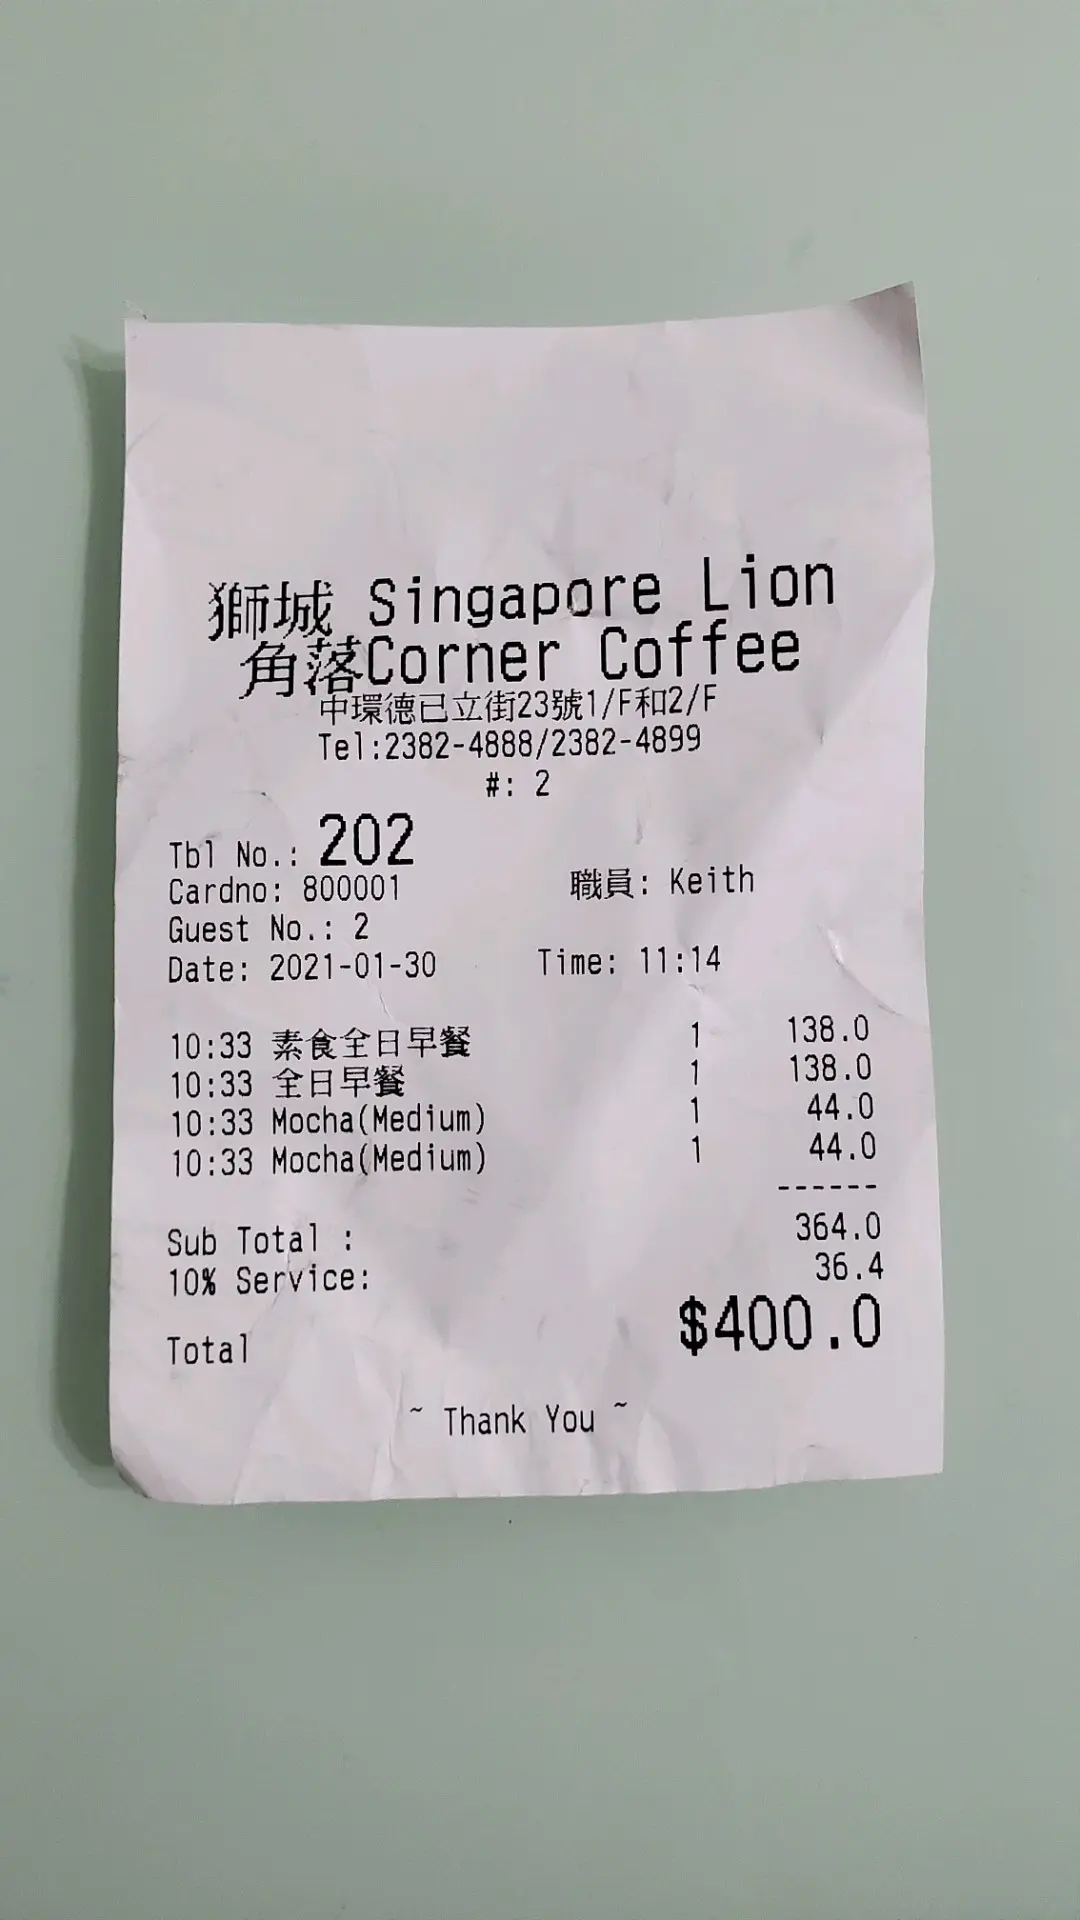 獅城 Singapore Lion
角落Corner Coffee
中環德已立街23號1/F和2/F
Tel:2382-4888/2382-4899
#: 2
Tbl No.: 202
Cardno: 800001 職員: Keith
Guest No.: 2
Date: 2021-01-30 Time: 11:14
10:33 素食全日早餐 1 138.0
10:33 全日早餐 1 138.0
10:33 Mocha(Medium) 1 44.0
10:33 Mocha(Medium) 1 44.0
------
Sub Total : 364.0
10% Service: 36.4
Total $400.0
~ Thank You ~